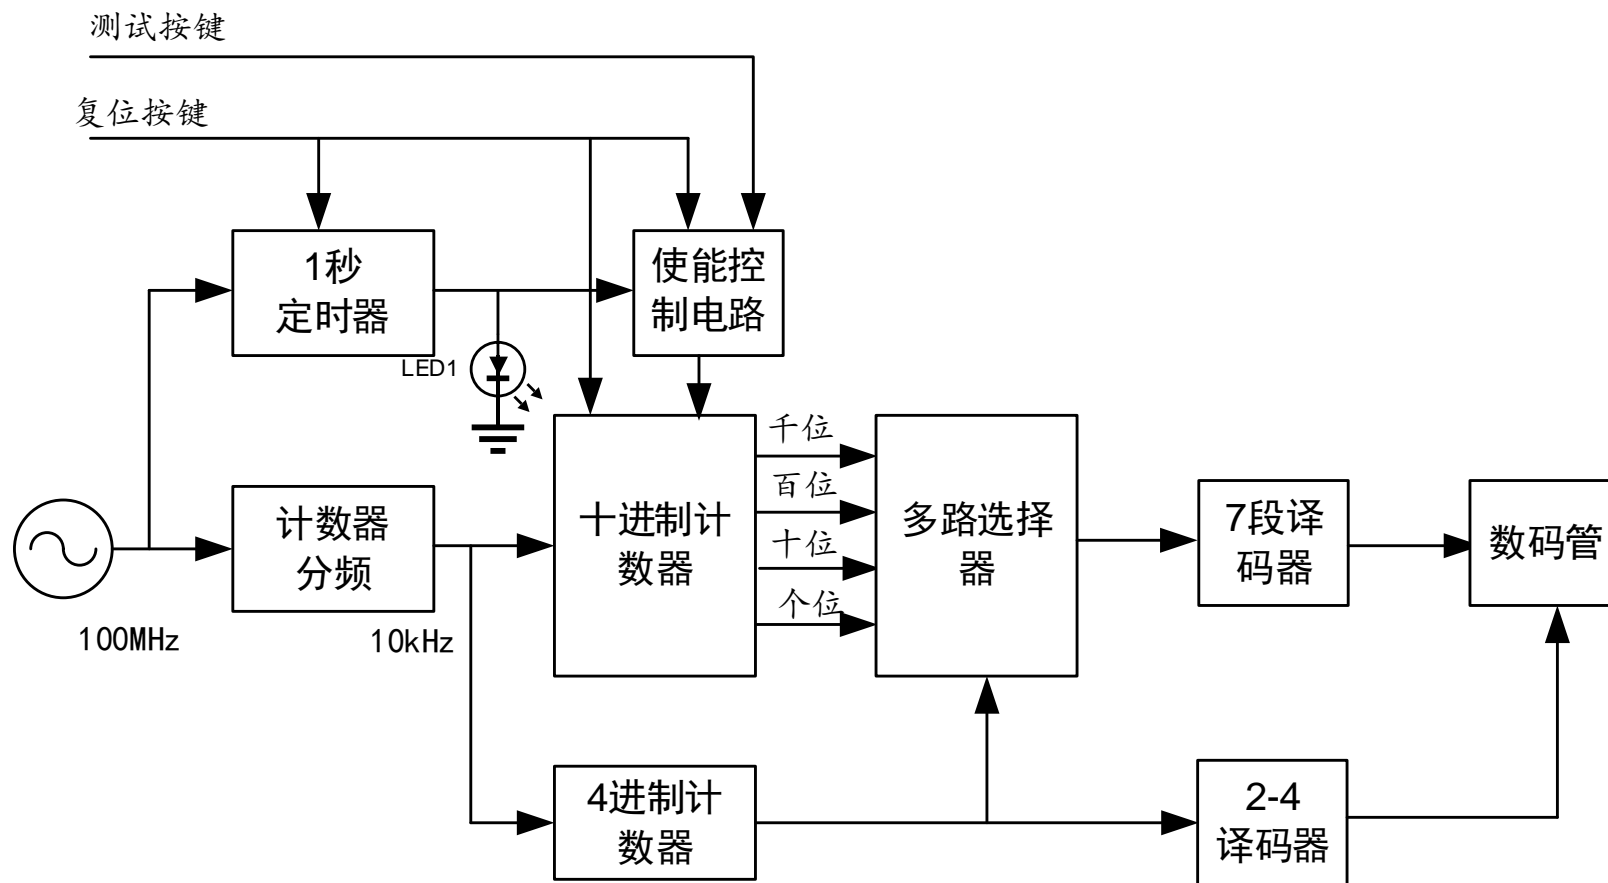 测试按键
复位按键
1秒
定时器
使能控
制电路
LED1
千位
百位
十位
个位
计数器
分频
十进制计
数器
多路选择
器
7段译
码器
数码管
100MHz
10kHz
4进制计
数器
2-4
译码器